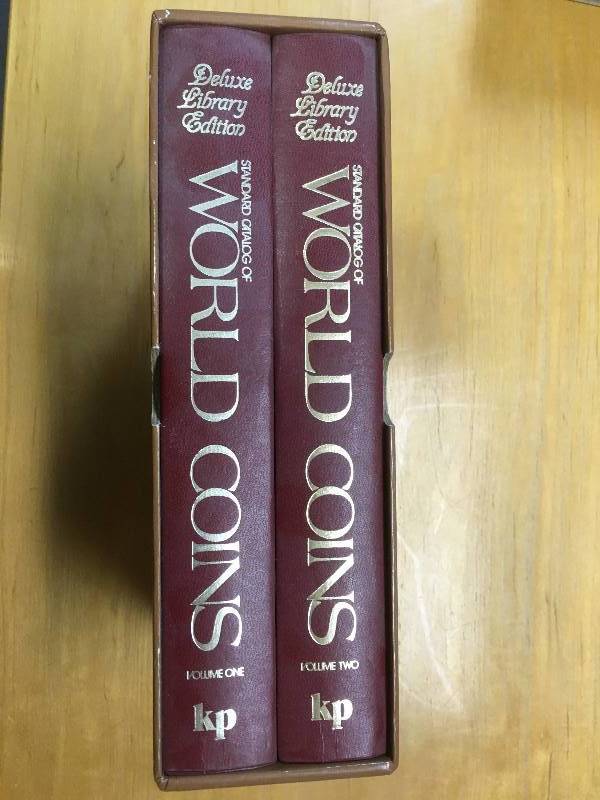 Deluxe
Library
Edition
STANDARD CATALOG OF
WORLD COINS
VOLUME ONE
kp
Deluxe
Library
Edition
STANDARD CATALOG OF
WORLD COINS
VOLUME TWO
kp